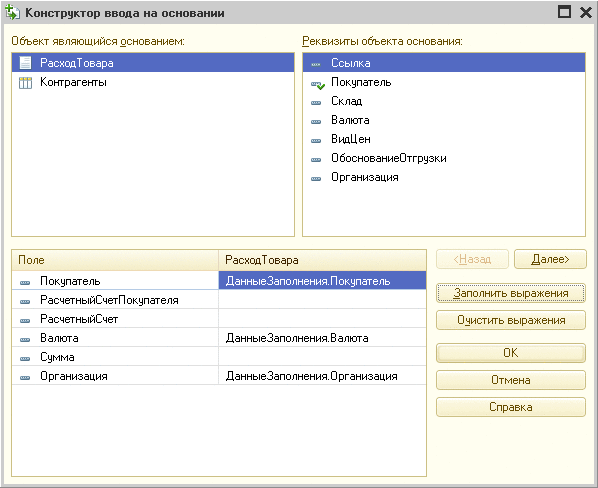 Конструктор ввода на основании
Объект являющийся основанием:
РасходТовара
Контрагенты
Реквизиты объекта основания:
Ссылка
Покупатель
Склад
Валюта
ВидЦен
ОбоснованиеОтгрузки
Организация
Поле РасходТовара
Покупатель ДанныеЗаполнения.Покупатель
РасчетныйСчетПокупателя
РасчетныйСчет
Валюта ДанныеЗаполнения.Валюта
Сумма
Организация ДанныеЗаполнения.Организация
<Назад Далее>
Заполнить выражения
Очистить выражения
OK
Отмена
Справка